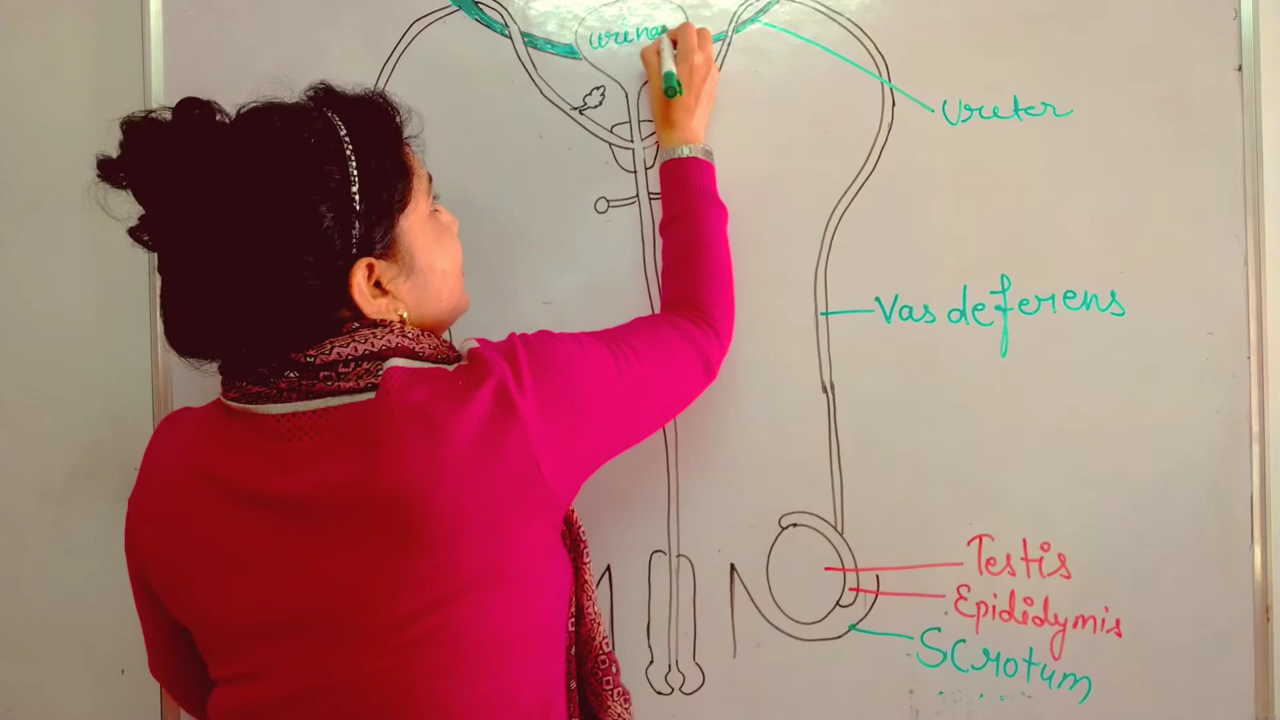 urina
Ureter
Vas deferens
Testis
Epididymis
Scrotum